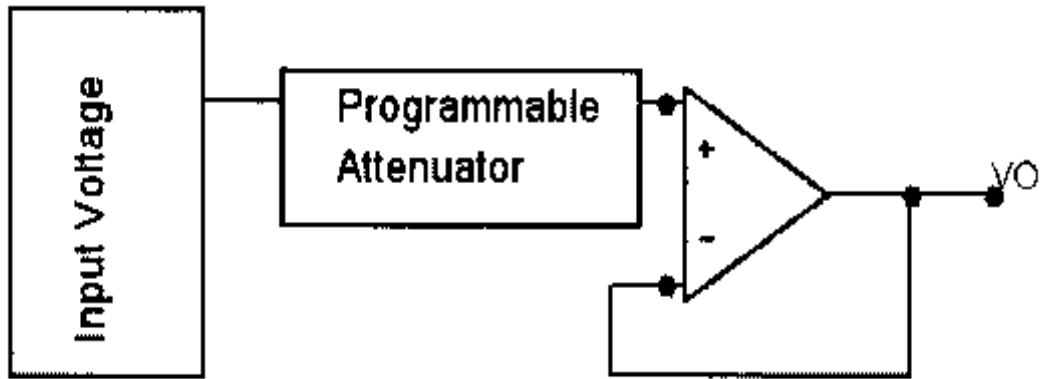 Input Voltage
Programmable
Attenuator
+
-
VO